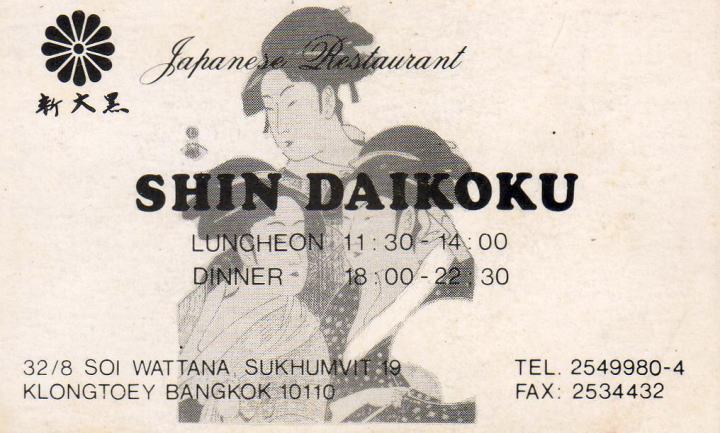 Japanese Restaurant
新大黒
SHIN DAIKOKU
LUNCHEON 11:30-14:00
DINNER 18:00-22:30
32/8 SOI WATTANA, SUKHUMVIT 19
KLONGTOEY BANGKOK 10110
TEL. 2549980-4
FAX: 2534432